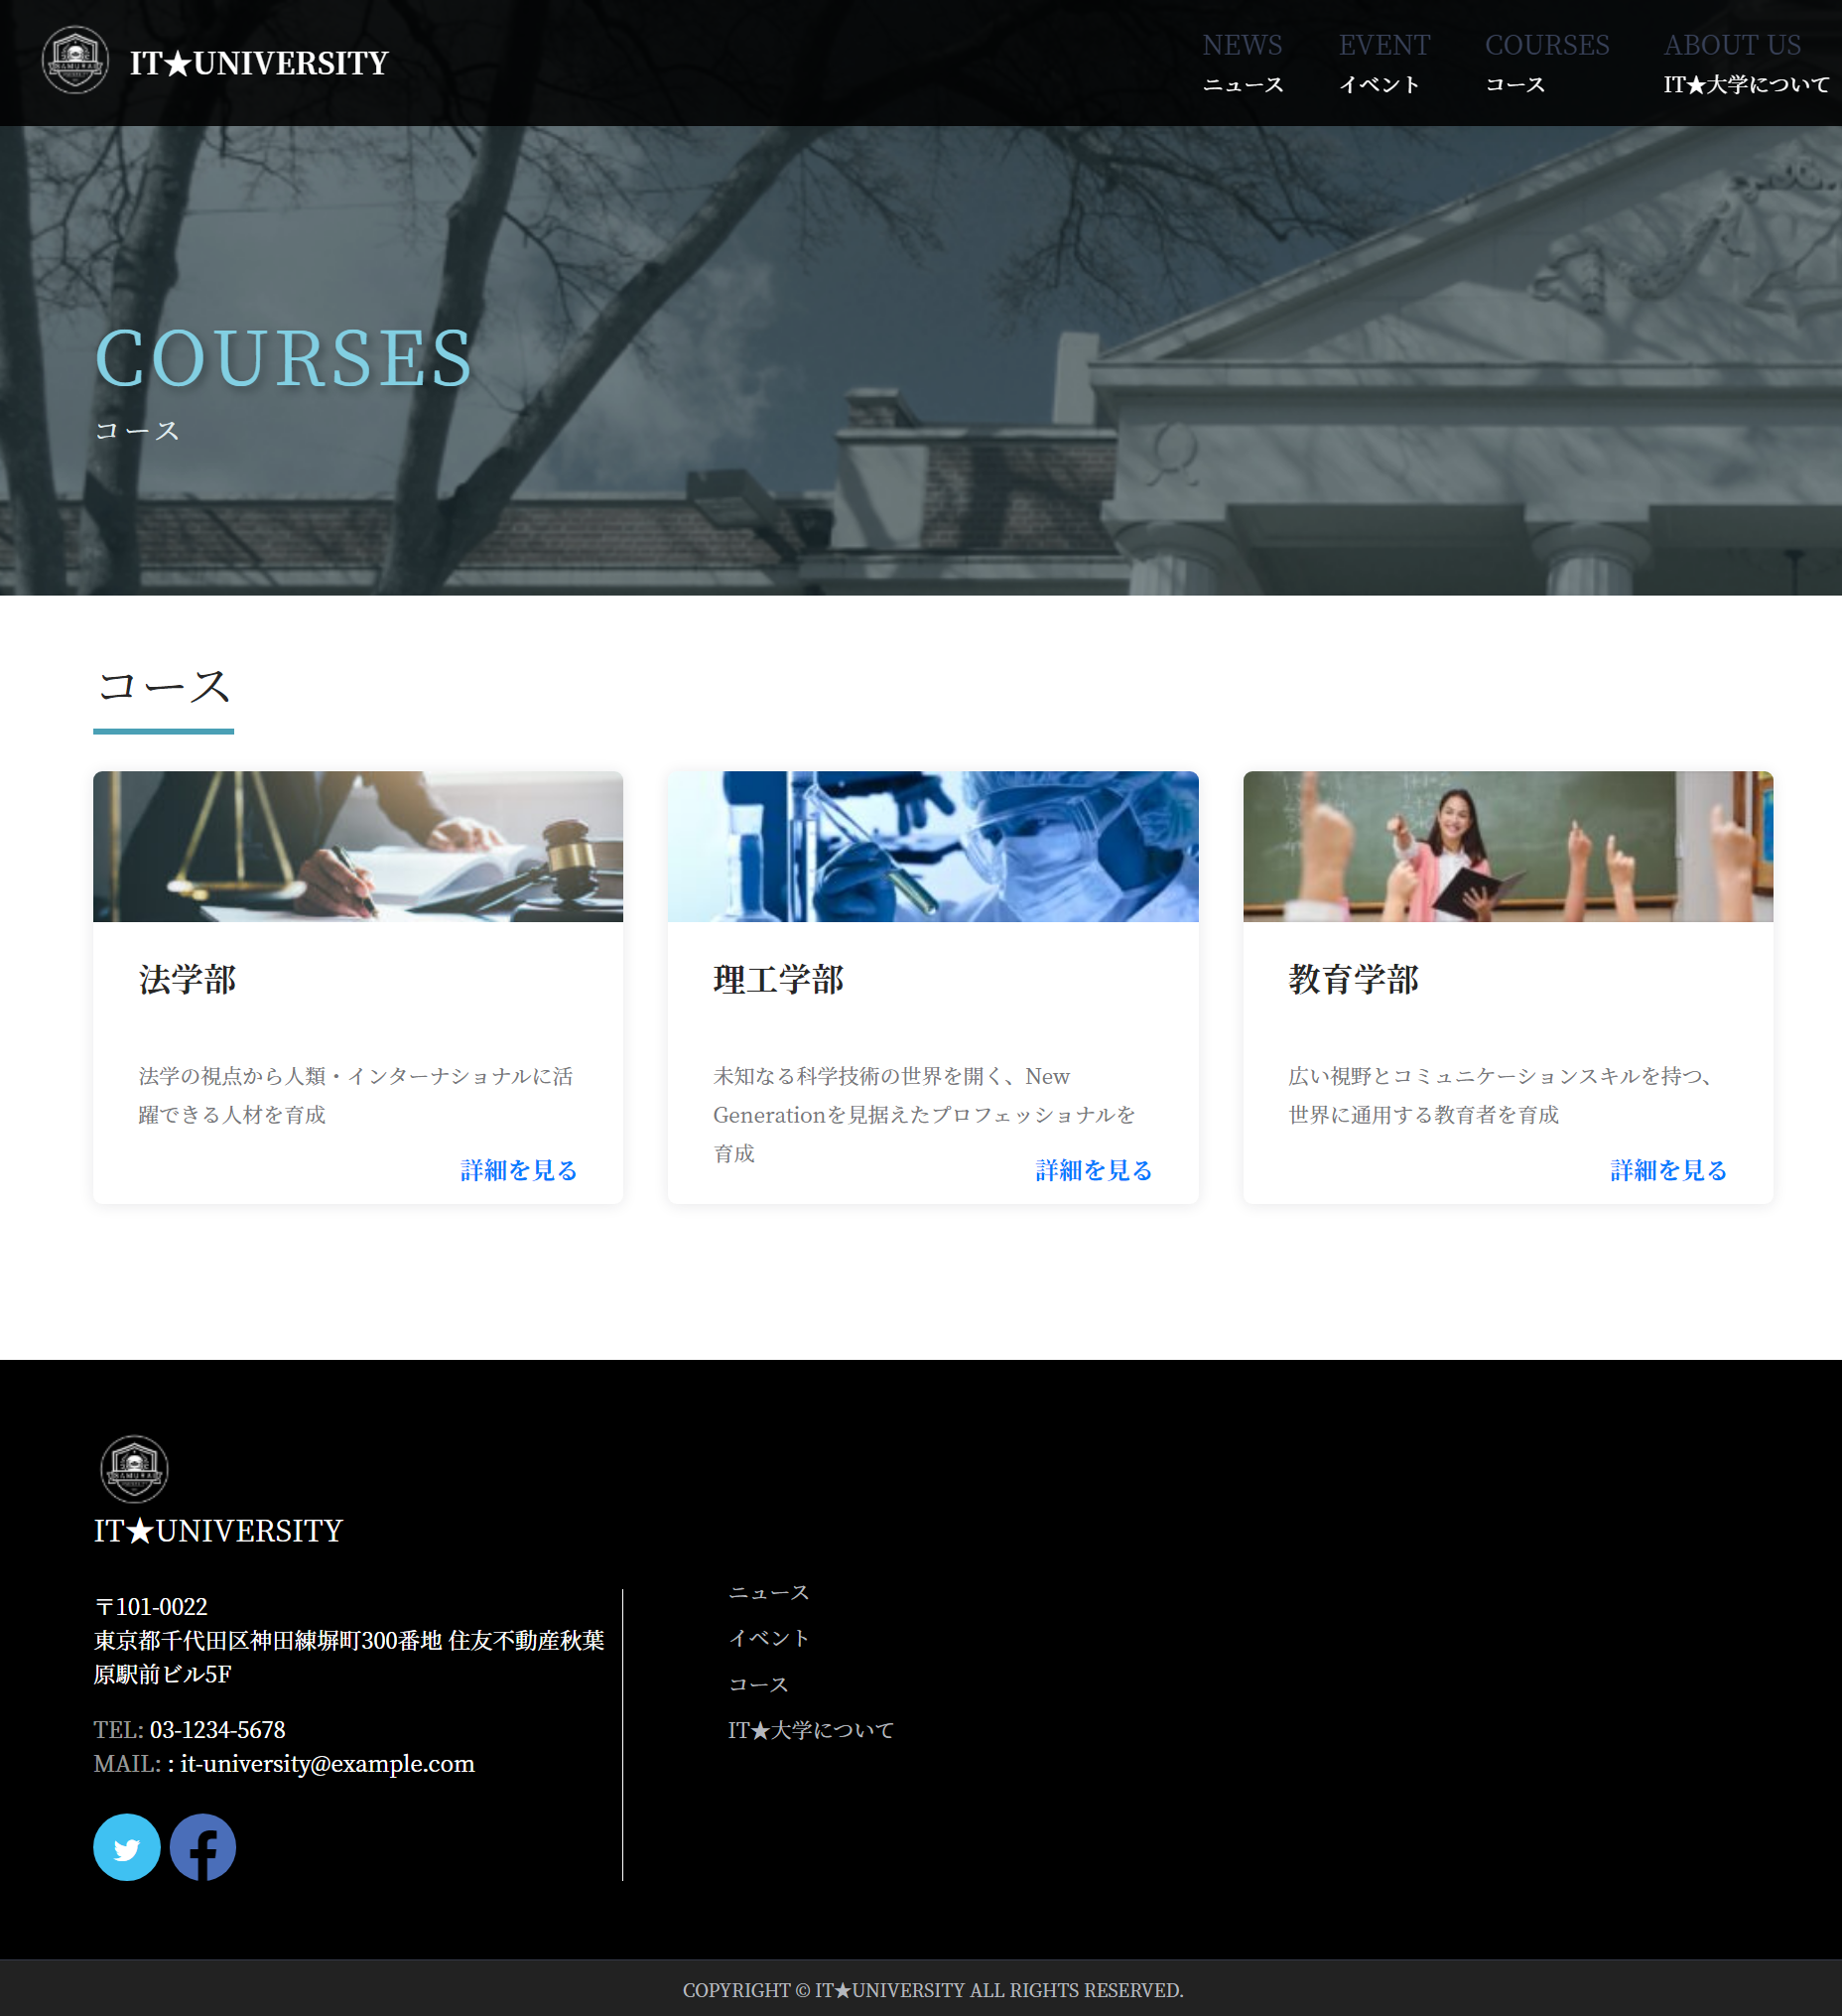 IT★UNIVERSITY
NEWS
ニュース
EVENT
イベント
COURSES
コース
ABOUT US
IT★大学について
COURSES
コース
コース
法学部
法学の視点から人類・インターナショナルに活
躍できる人材を育成
詳細を見る
理工学部
未知なる科学技術の世界を開く、New
Generationを見据えたプロフェッショナルを
育成
詳細を見る
教育学部
広い視野とコミュニケーションスキルを持つ、
世界に通用する教育者を育成
詳細を見る
SAMURAI
IT★UNIVERSITY
〒101-0022
東京都千代田区神田練塀町300番地 住友不動産秋葉
原駅前ビル5F
TEL: 03-1234-5678
MAIL: : it-university@example.com
ニュース
イベント
コース
IT★大学について
COPYRIGHT © IT★UNIVERSITY ALL RIGHTS RESERVED.